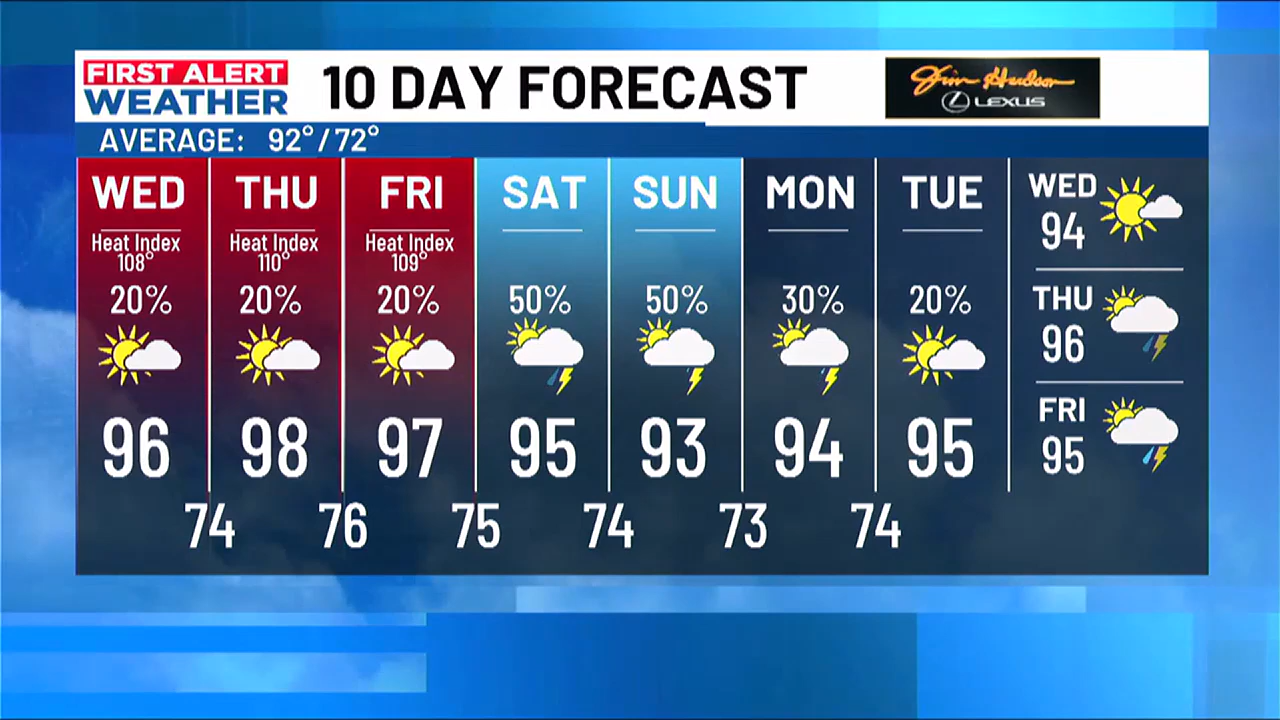 FIRST ALERT
WEATHER
10 DAY FORECAST
Jim Hudson
LEXUS
AVERAGE: 92°/72°
WED
Heat Index
108°
20%
96
THU
Heat Index
110°
20%
98
FRI
Heat Index
109°
20%
97
SAT
50%
95
SUN
50%
93
MON
30%
94
TUE
20%
95
WED
94
THU
96
FRI
95
74 76 75 74 73 74